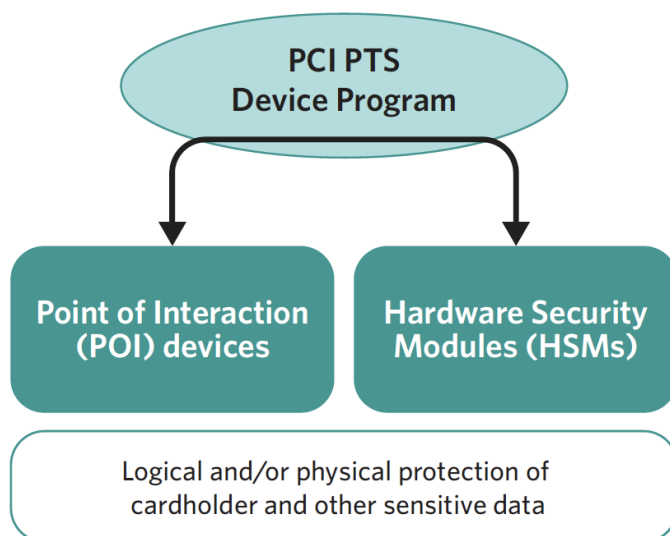 PCI PTS
Device Program
Point of Interaction
(POI) devices
Hardware Security
Modules (HSMs)
Logical and/or physical protection of
cardholder and other sensitive data